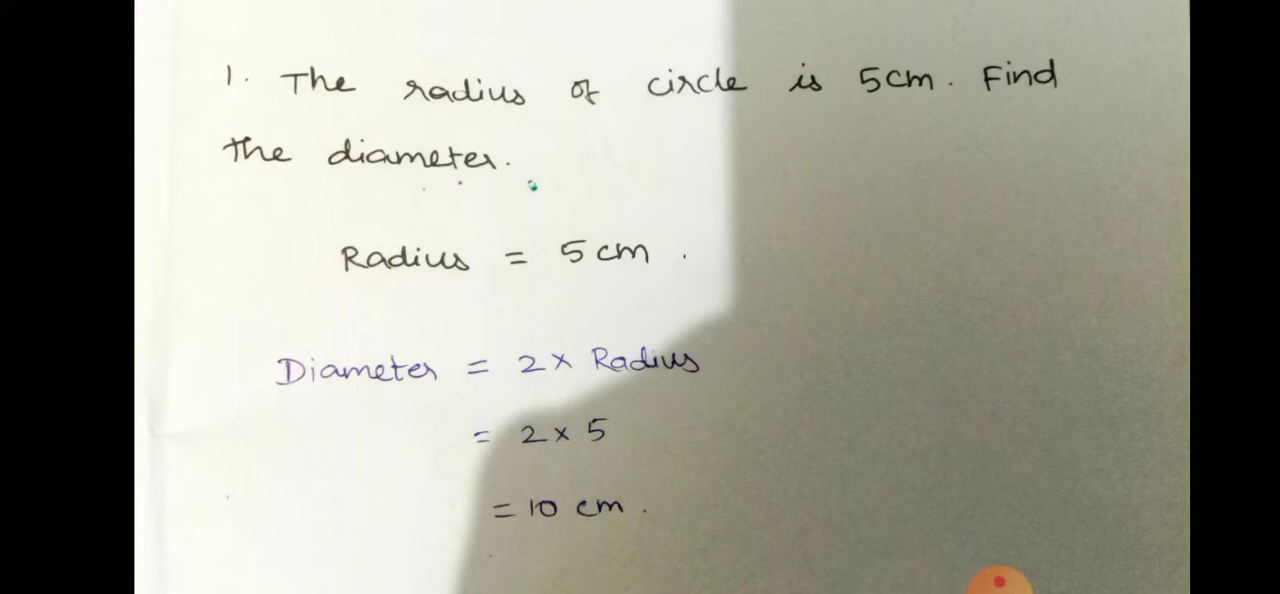 1. The radius of circle is 5cm. Find
the diameter.
Radius = 5 cm.
Diameter = 2 x Radius
= 2 x 5
= 10 cm.